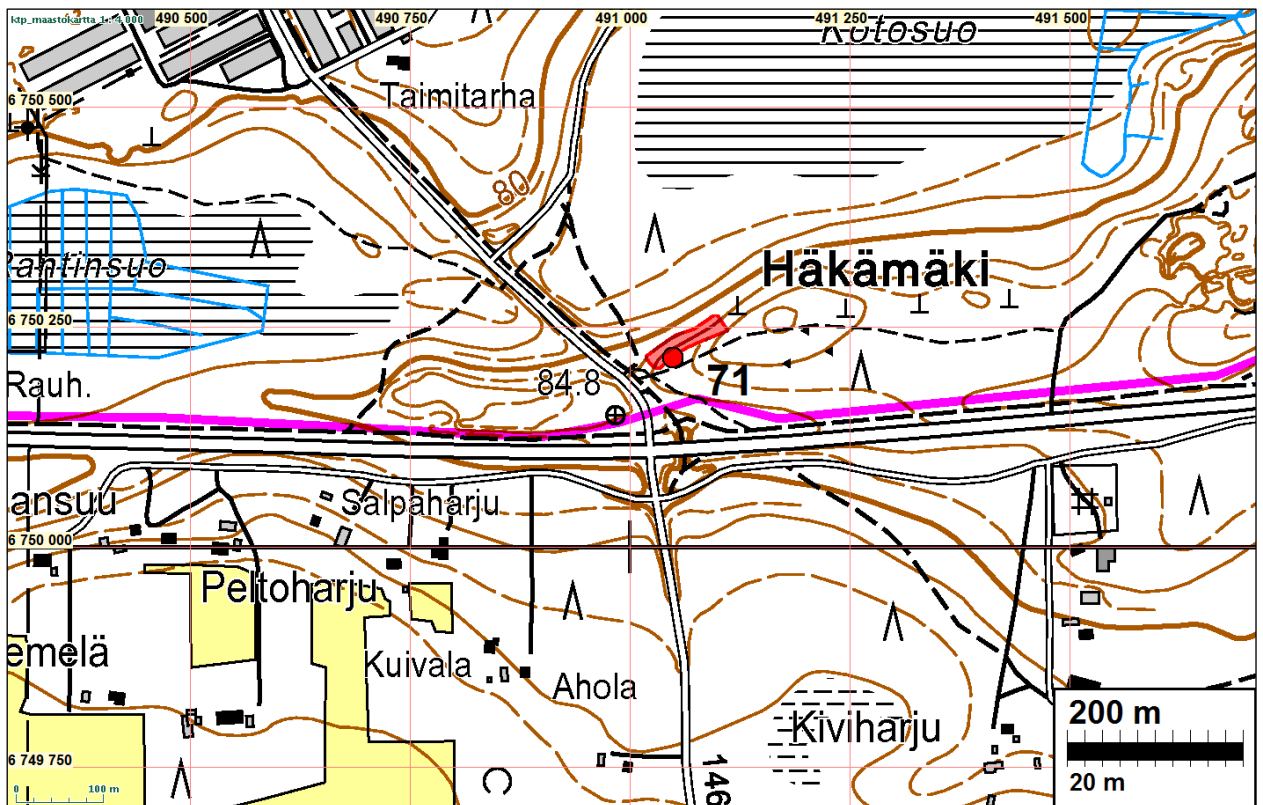 ktp_maastokartta_1 : 4 000
490 500
490 750
491 000
491 250
491 500
Kotosuo
Taimitarha
6 750 500
80
Rahtinsuo
Häkämäki
6 750 250
Rauh.
84.8
71
ansuu
Salpaharju
6 750 000
Peltoharju
emelä
Kuivala
Ahola
Kiviharju
200 m
20 m
6 749 750
146
0 100 m